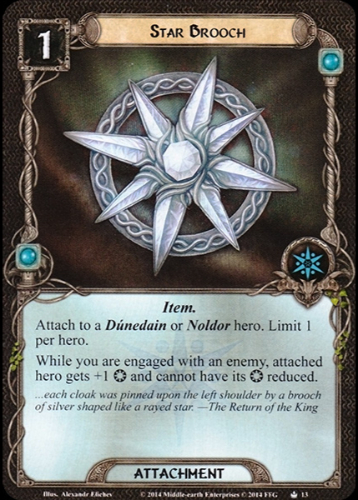 1
STAR BROOCH
Item.
Attach to a Dúnedain or Noldor hero. Limit 1
per hero.
While you are engaged with an enemy, attached
hero gets +1 and cannot have its reduced.
...each cloak was pinned upon the left shoulder by a brooch
of silver shaped like a rayed star. —The Return of the King
ATTACHMENT
Illus. Alexandr Elichev
© 2014 Middle-earth Enterprises © 2014 FFG
13